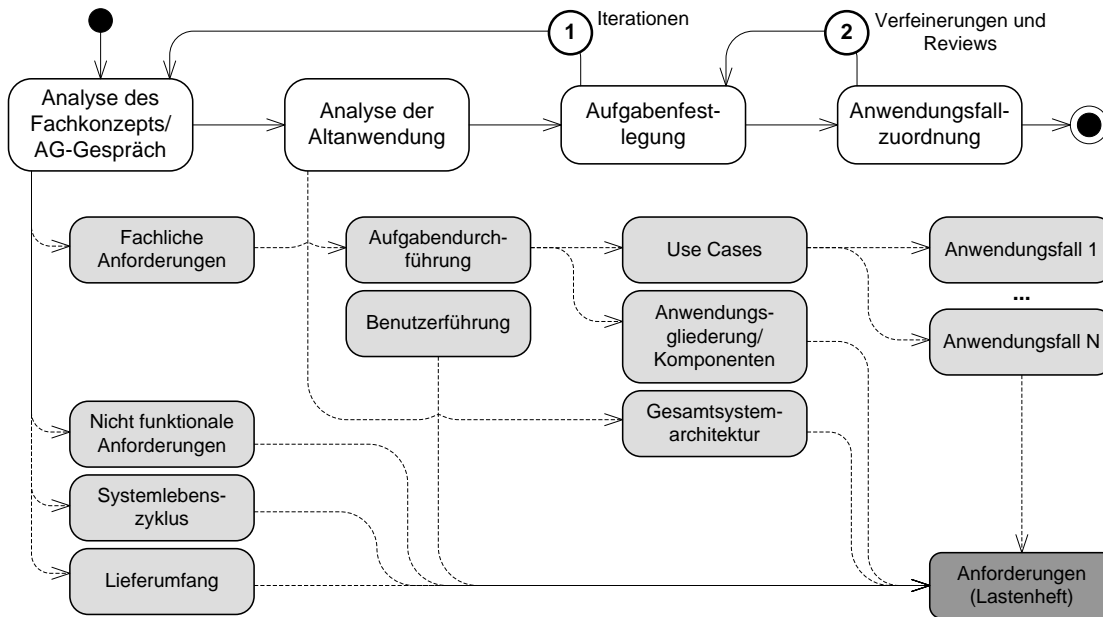 1
Iterationen
2
Verfeinerungen und
Reviews
Analyse des
Fachkonzepts/
AG-Gespräch
Analyse der
Altanwendung
Aufgabenfest-
legung
Anwendungsfall-
zuordnung
Fachliche
Anforderungen
Aufgabendurch-
führung
Use Cases
Anwendungsfall 1
...
Benutzerführung
Anwendungs-
gliederung/
Komponenten
Anwendungsfall N
Nicht funktionale
Anforderungen
Gesamtsystem-
architektur
Systemlebens-
zyklus
Lieferumfang
Anforderungen
(Lastenheft)